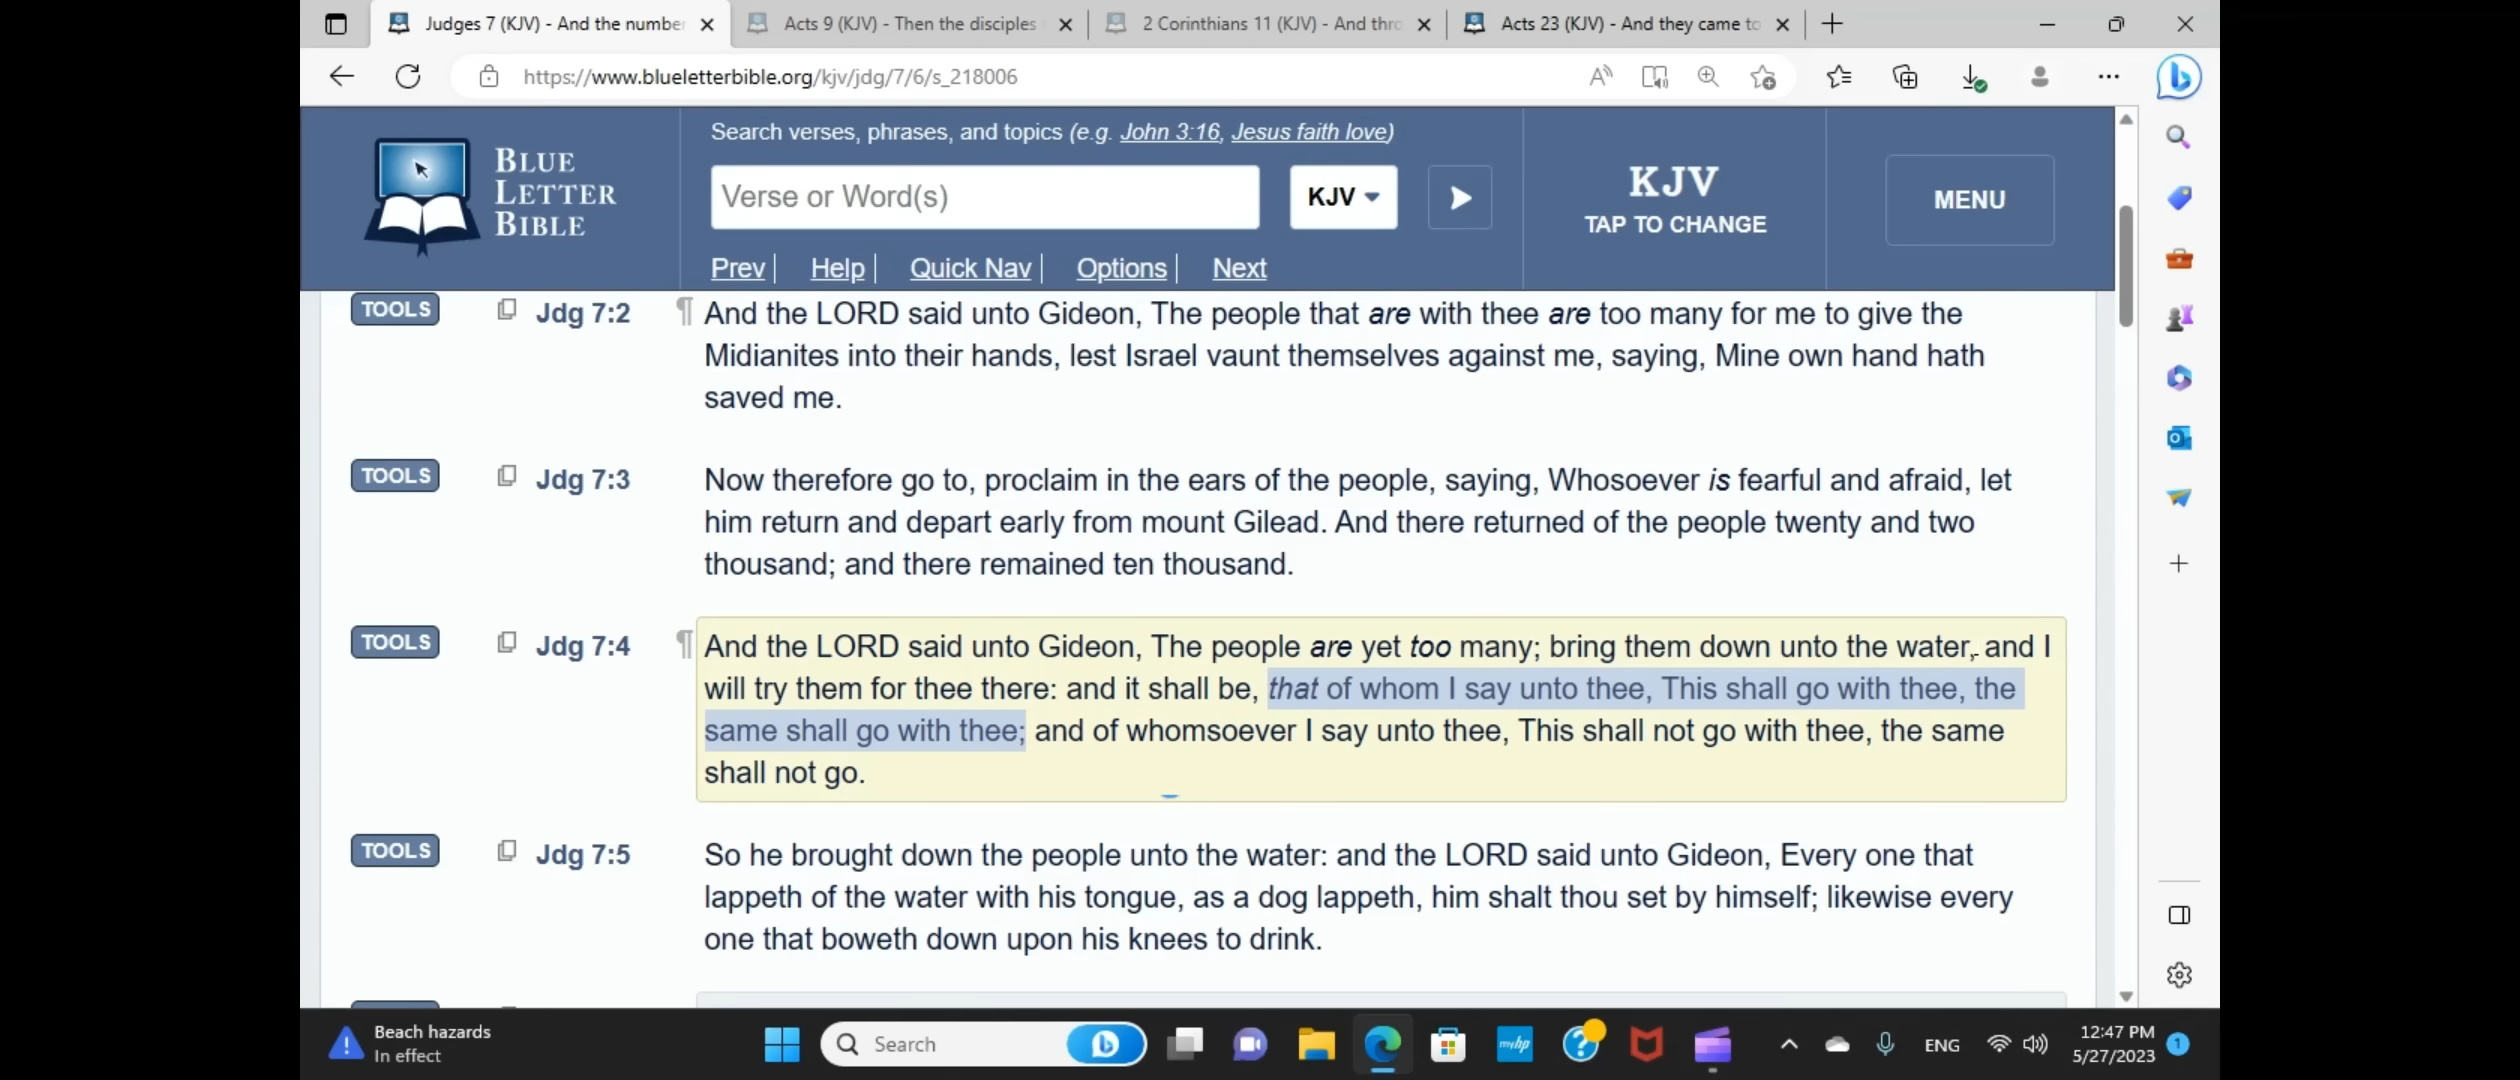 Judges 7 (KJV) - And the number
Acts 9 (KJV) - Then the disciples
2 Corinthians 11 (KJV) - And thro
Acts 23 (KJV) - And they came to
https://www.blueletterbible.org/kjv/jdg/7/6/s_218006
BLUE
LETTER
BIBLE
Search verses, phrases, and topics (e.g. John 3:16, Jesus faith love)
Verse or Word(s)
KJV
KJV
TAP TO CHANGE
MENU
Prev | Help | Quick Nav | Options | Next
TOOLS Jdg 7:2 ¶ And the LORD said unto Gideon, The people that are with thee are too many for me to give the
Midianites into their hands, lest Israel vaunt themselves against me, saying, Mine own hand hath
saved me.
TOOLS Jdg 7:3 Now therefore go to, proclaim in the ears of the people, saying, Whosoever is fearful and afraid, let
him return and depart early from mount Gilead. And there returned of the people twenty and two
thousand; and there remained ten thousand.
TOOLS Jdg 7:4 ¶ And the LORD said unto Gideon, The people are yet too many; bring them down unto the water, and I
will try them for thee there: and it shall be, that of whom I say unto thee, This shall go with thee, the
same shall go with thee; and of whomsoever I say unto thee, This shall not go with thee, the same
shall not go.
TOOLS Jdg 7:5 So he brought down the people unto the water: and the LORD said unto Gideon, Every one that
lappeth of the water with his tongue, as a dog lappeth, him shalt thou set by himself; likewise every
one that boweth down upon his knees to drink.
Beach hazards
In effect
Search
myhp
ENG
12:47 PM
5/27/2023
1